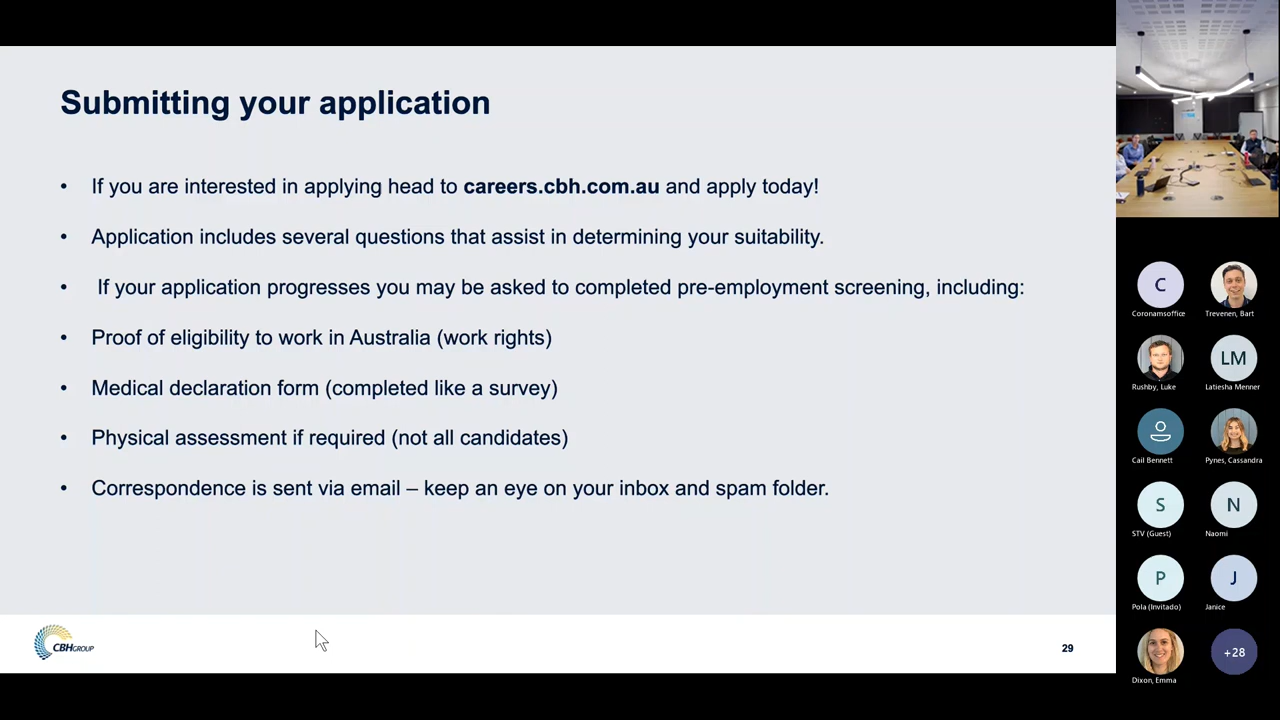 Submitting your application
• If you are interested in applying head to careers.cbh.com.au and apply today!
• Application includes several questions that assist in determining your suitability.
• If your application progresses you may be asked to completed pre-employment screening, including:
• Proof of eligibility to work in Australia (work rights)
• Medical declaration form (completed like a survey)
• Physical assessment if required (not all candidates)
• Correspondence is sent via email – keep an eye on your inbox and spam folder.
CBHGROUP
29
C
Coronamsoffice
Trevenen, Bart
LM
Rushby, Luke
Latiesha Menner
Cail Bennett
Pynes, Cassandra
S
N
STV (Guest)
Naomi
P
J
Pola (Invitado)
Janice
+28
Dixon, Emma